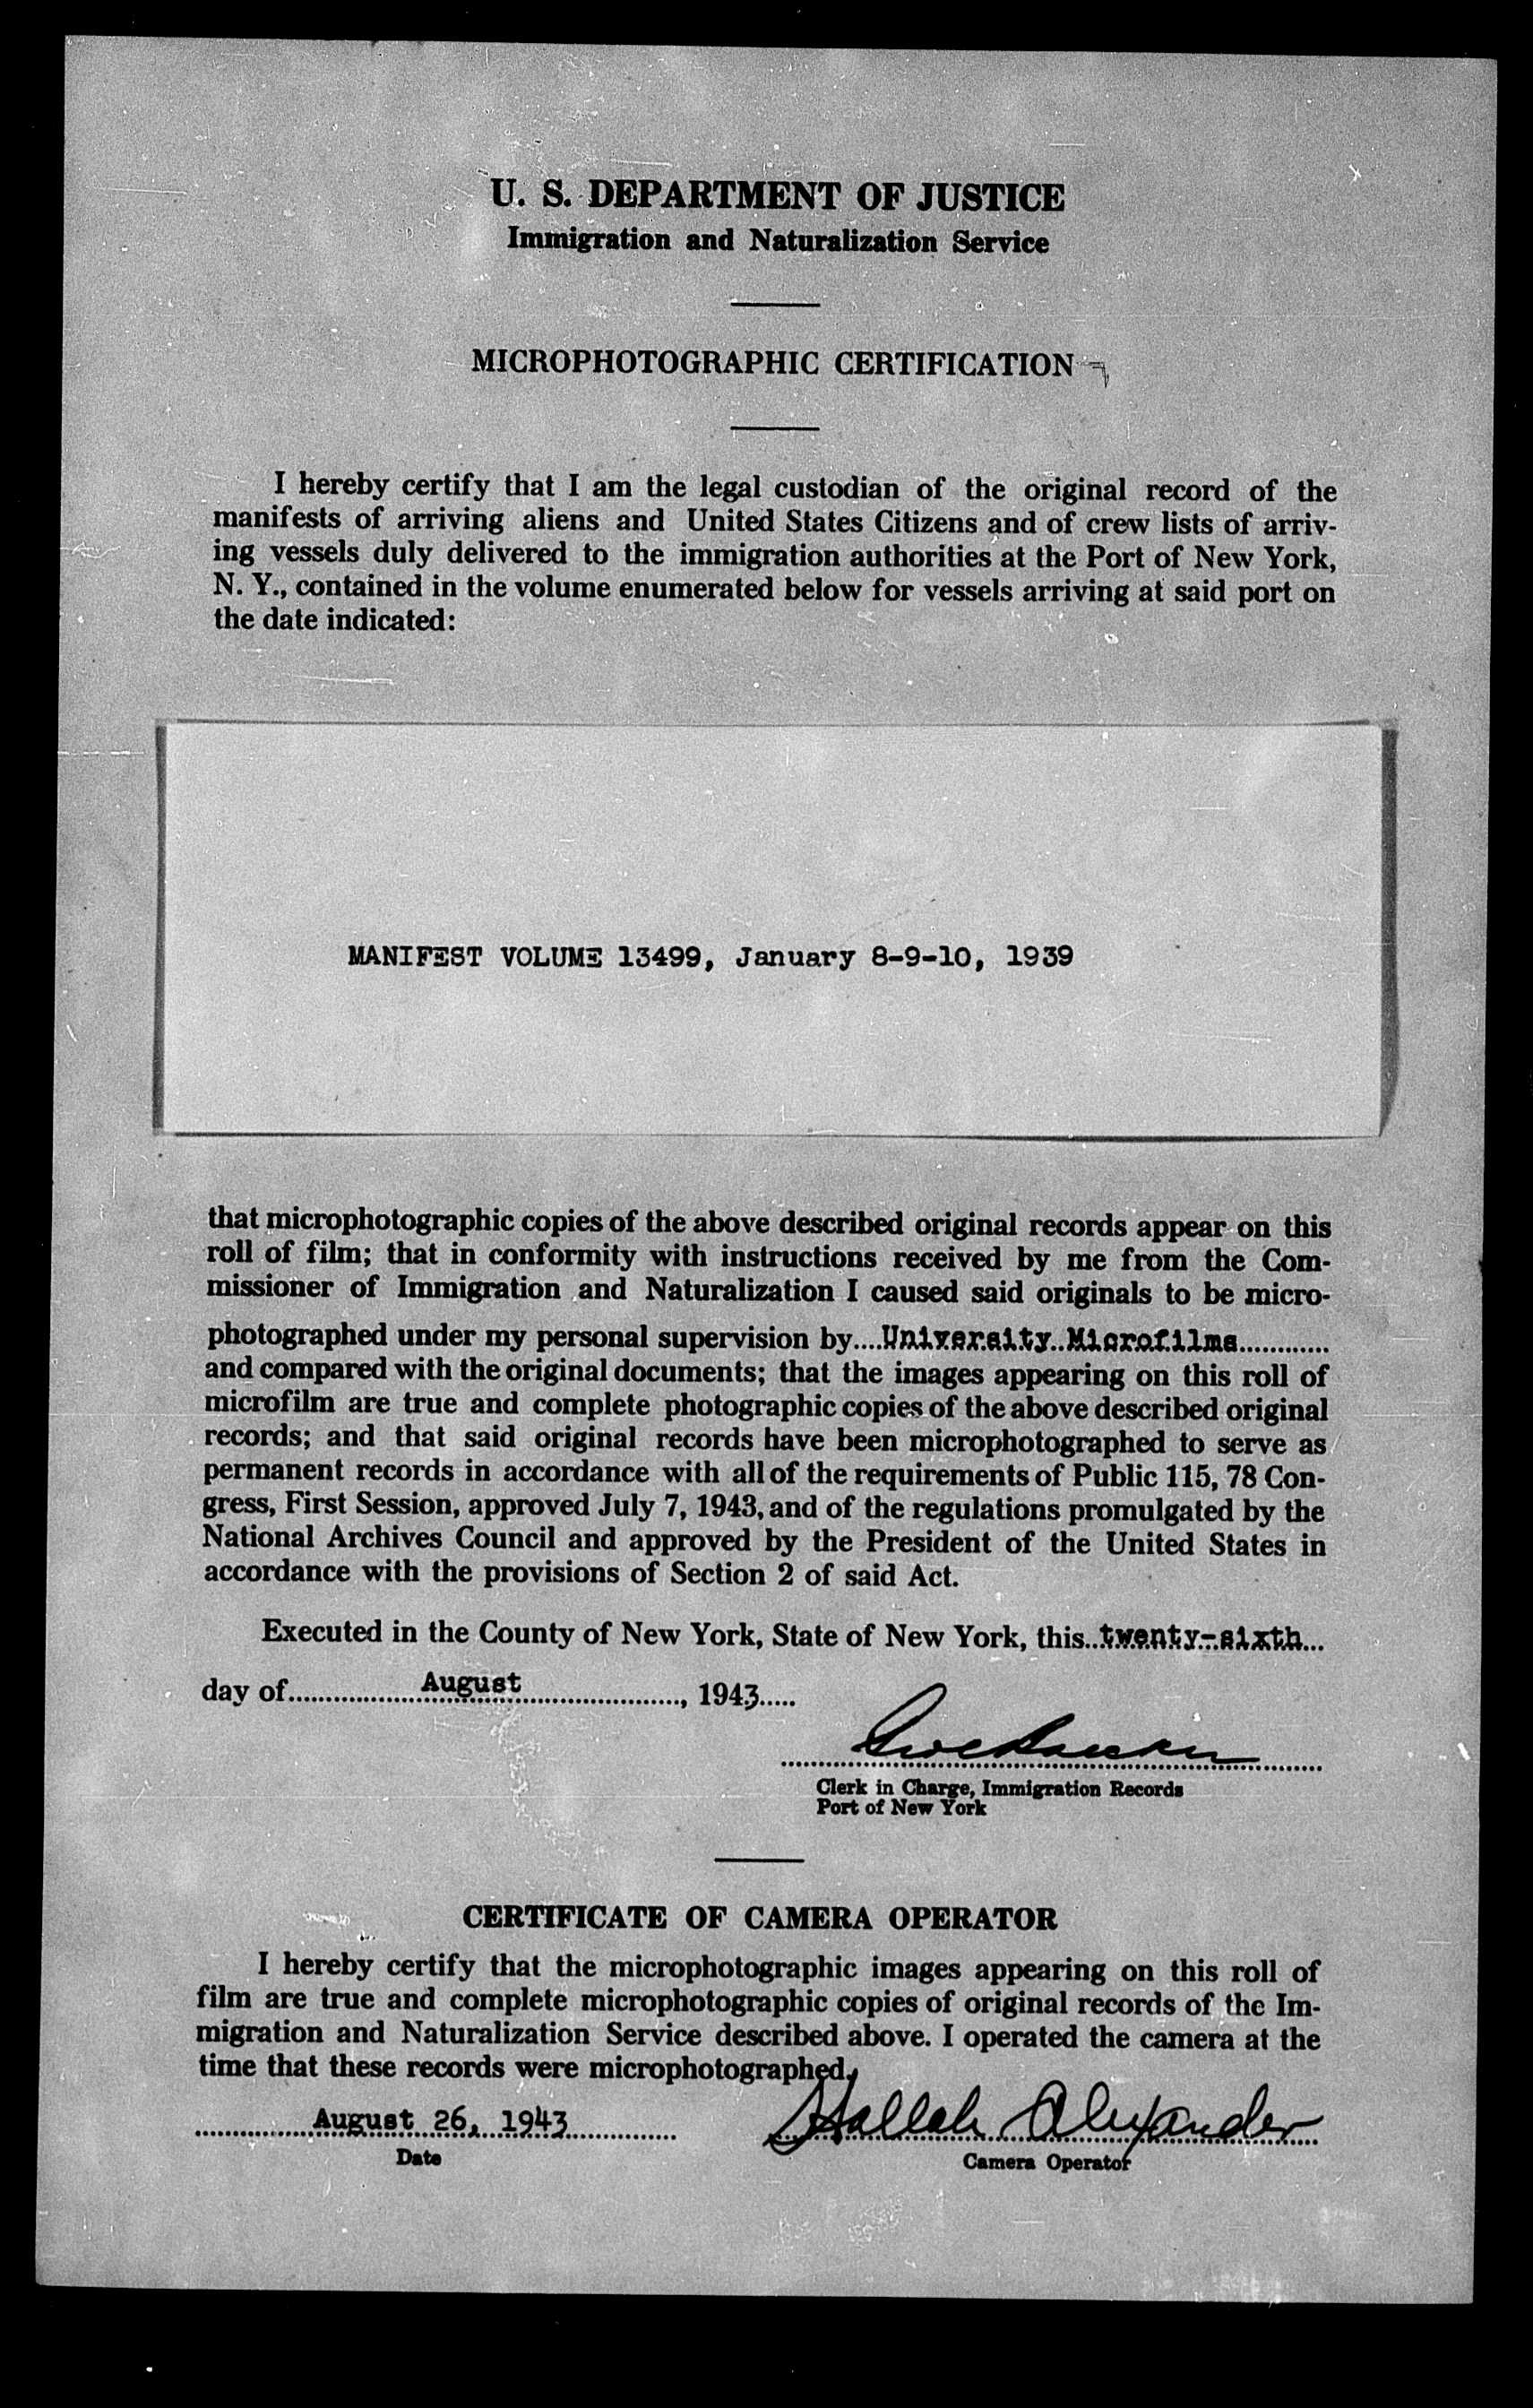 U. S. DEPARTMENT OF JUSTICE
Immigration and Naturalization Service
MICROPHOTOGRAPHIC CERTIFICATION
I hereby certify that I am the legal custodian of the original record of the
manifests of arriving aliens and United States Citizens and of crew lists of arriv-
ing vessels duly delivered to the immigration authorities at the Port of New York,
N. Y., contained in the volume enumerated below for vessels arriving at said port on
the date indicated:
MANIFEST VOLUME 13499, January 8-9-10, 1939
that microphotographic copies of the above described original records appear on this
roll of film; that in conformity with instructions received by me from the Com-
missioner of Immigration and Naturalization I caused said originals to be micro-
photographed under my personal supervision by....University Microfilms............
and compared with the original documents; that the images appearing on this roll of
microfilm are true and complete photographic copies of the above described original
records; and that said original records have been microphotographed to serve as
permanent records in accordance with all of the requirements of Public 115, 78 Con-
gress, First Session, approved July 7, 1943, and of the regulations promulgated by the
National Archives Council and approved by the President of the United States in
accordance with the provisions of Section 2 of said Act.
Executed in the County of New York, State of New York, this..twenty-sixth...
day of..................August........................, 1943.....
Clerk in Charge, Immigration Records
Port of New York
CERTIFICATE OF CAMERA OPERATOR
I hereby certify that the microphotographic images appearing on this roll of
film are true and complete microphotographic copies of original records of the Im-
migration and Naturalization Service described above. I operated the camera at the
time that these records were microphotographed.
August 26, 1943 Alexander
Date Camera Operator